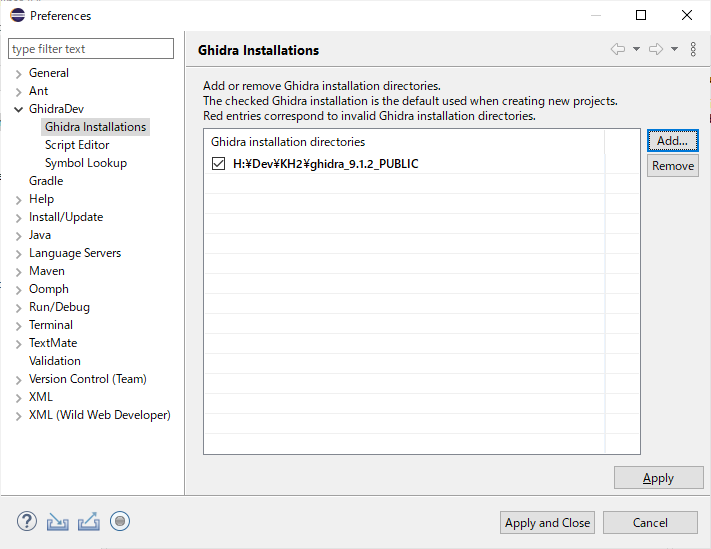 Preferences
type filter text
General
Ant
GhidraDev
Ghidra Installations
Script Editor
Symbol Lookup
Gradle
Help
Install/Update
Java
Language Servers
Maven
Oomph
Run/Debug
Terminal
TextMate
Validation
Version Control (Team)
XML
XML (Wild Web Developer)
Ghidra Installations
Add or remove Ghidra installation directories.
The checked Ghidra installation is the default used when creating new projects.
Red entries correspond to invalid Ghidra installation directories.
Ghidra installation directories
H:¥Dev¥KH2¥ghidra_9.1.2_PUBLIC
Add...
Remove
Apply
?
Apply and Close
Cancel